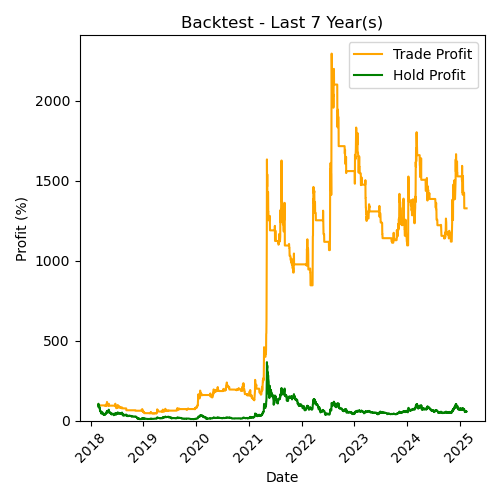 Backtest - Last 7 Year(s)
Trade Profit
Hold Profit
Profit (%)
2000
1500
1000
500
0
2018 2019 2020 2021 2022 2023 2024 2025
Date